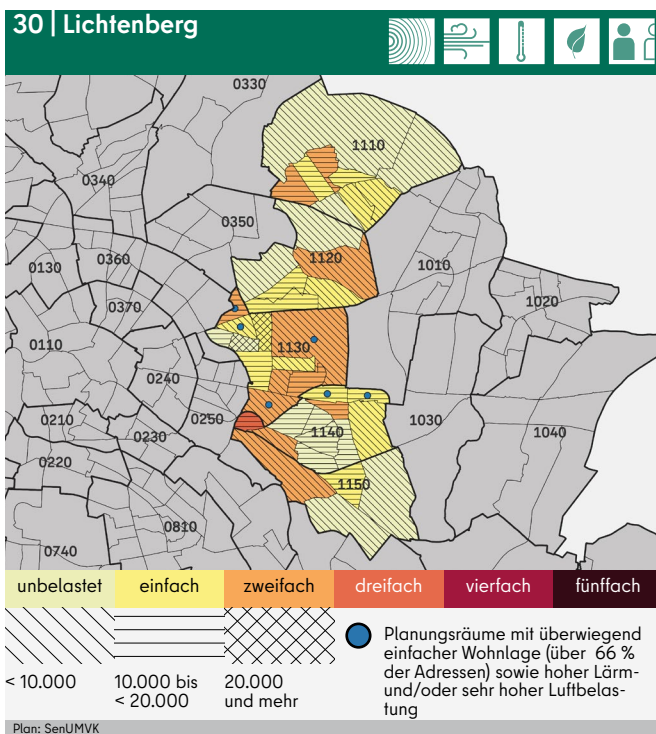 30 | Lichtenberg
0330
1110
0340
0350
0360
1120
1010
0130
0370
1020
0110
1130
0240
0210
0250
1030
0230
1140
1040
0220
1150
0810
0740
unbelastet einfach zweifach dreifach vierfach fünffach
< 10.000
10.000 bis
< 20.000
20.000
und mehr
Planungsräume mit überwiegend
einfacher Wohnlage (über 66 %
der Adressen) sowie hoher Lärm-
und/oder sehr hoher Luftbelas-
tung
Plan: SenUMVK